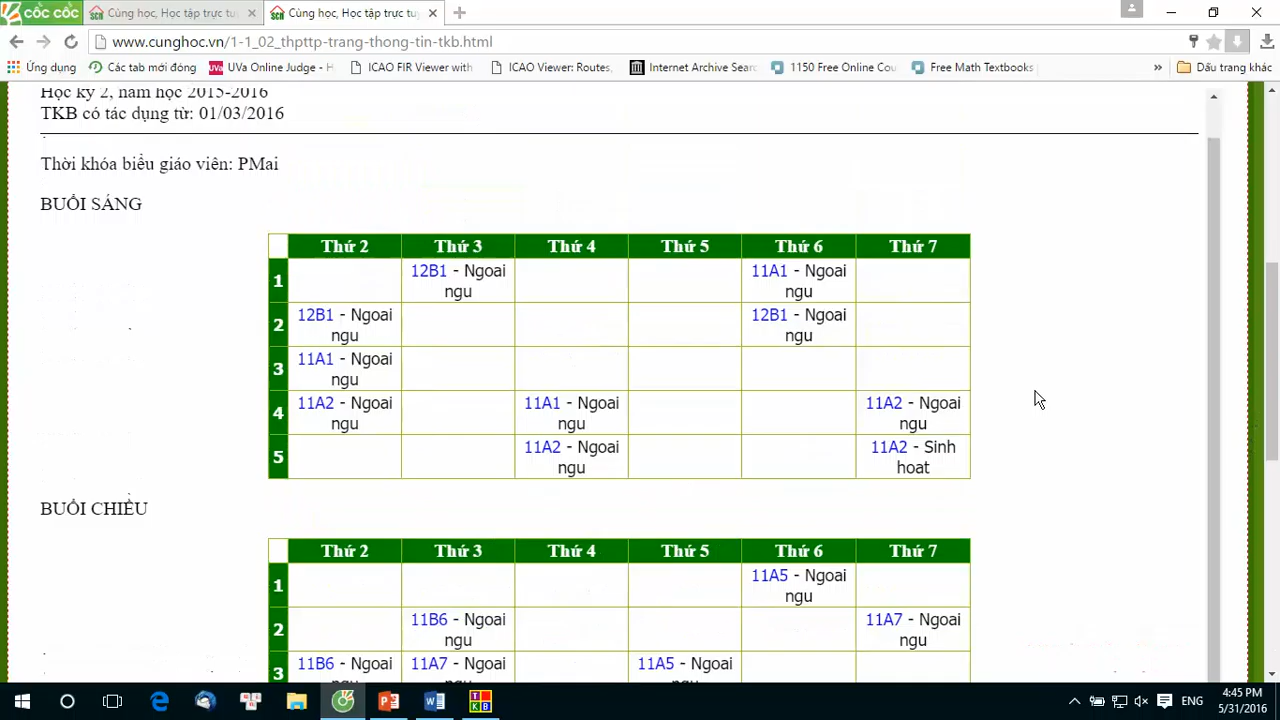 cốc cốc
Cùng học, Học tập trực tuy
Cùng học, Học tập trực tuy
www.cunghoc.vn/1-1_02_thpttp-trang-thong-tin-tkb.html
Ứng dụng
Các tab mới đóng
UVa Online Judge - H
ICAO FIR Viewer with
ICAO Viewer: Routes,
Internet Archive Sear
1150 Free Online Cou
Free Math Textbooks
»
Dấu trang khác
Học kỳ 2, năm học 2015-2016
TKB có tác dụng từ: 01/03/2016
Thời khóa biểu giáo viên: PMai
BUỔI SÁNG
Thứ 2 Thứ 3 Thứ 4 Thứ 5 Thứ 6 Thứ 7
1 12B1 - Ngoai ngu 11A1 - Ngoai ngu
2 12B1 - Ngoai ngu 12B1 - Ngoai ngu
3 11A1 - Ngoai ngu
4 11A2 - Ngoai ngu 11A1 - Ngoai ngu 11A2 - Ngoai ngu
5 11A2 - Ngoai ngu 11A2 - Sinh hoat
BUỔI CHIỀU
Thứ 2 Thứ 3 Thứ 4 Thứ 5 Thứ 6 Thứ 7
1 11A5 - Ngoai ngu
2 11B6 - Ngoai ngu 11A7 - Ngoai ngu
3 11B6 - Ngoai 11A7 - Ngoai 11A5 - Ngoai
TKB
ENG
4:45 PM
5/31/2016